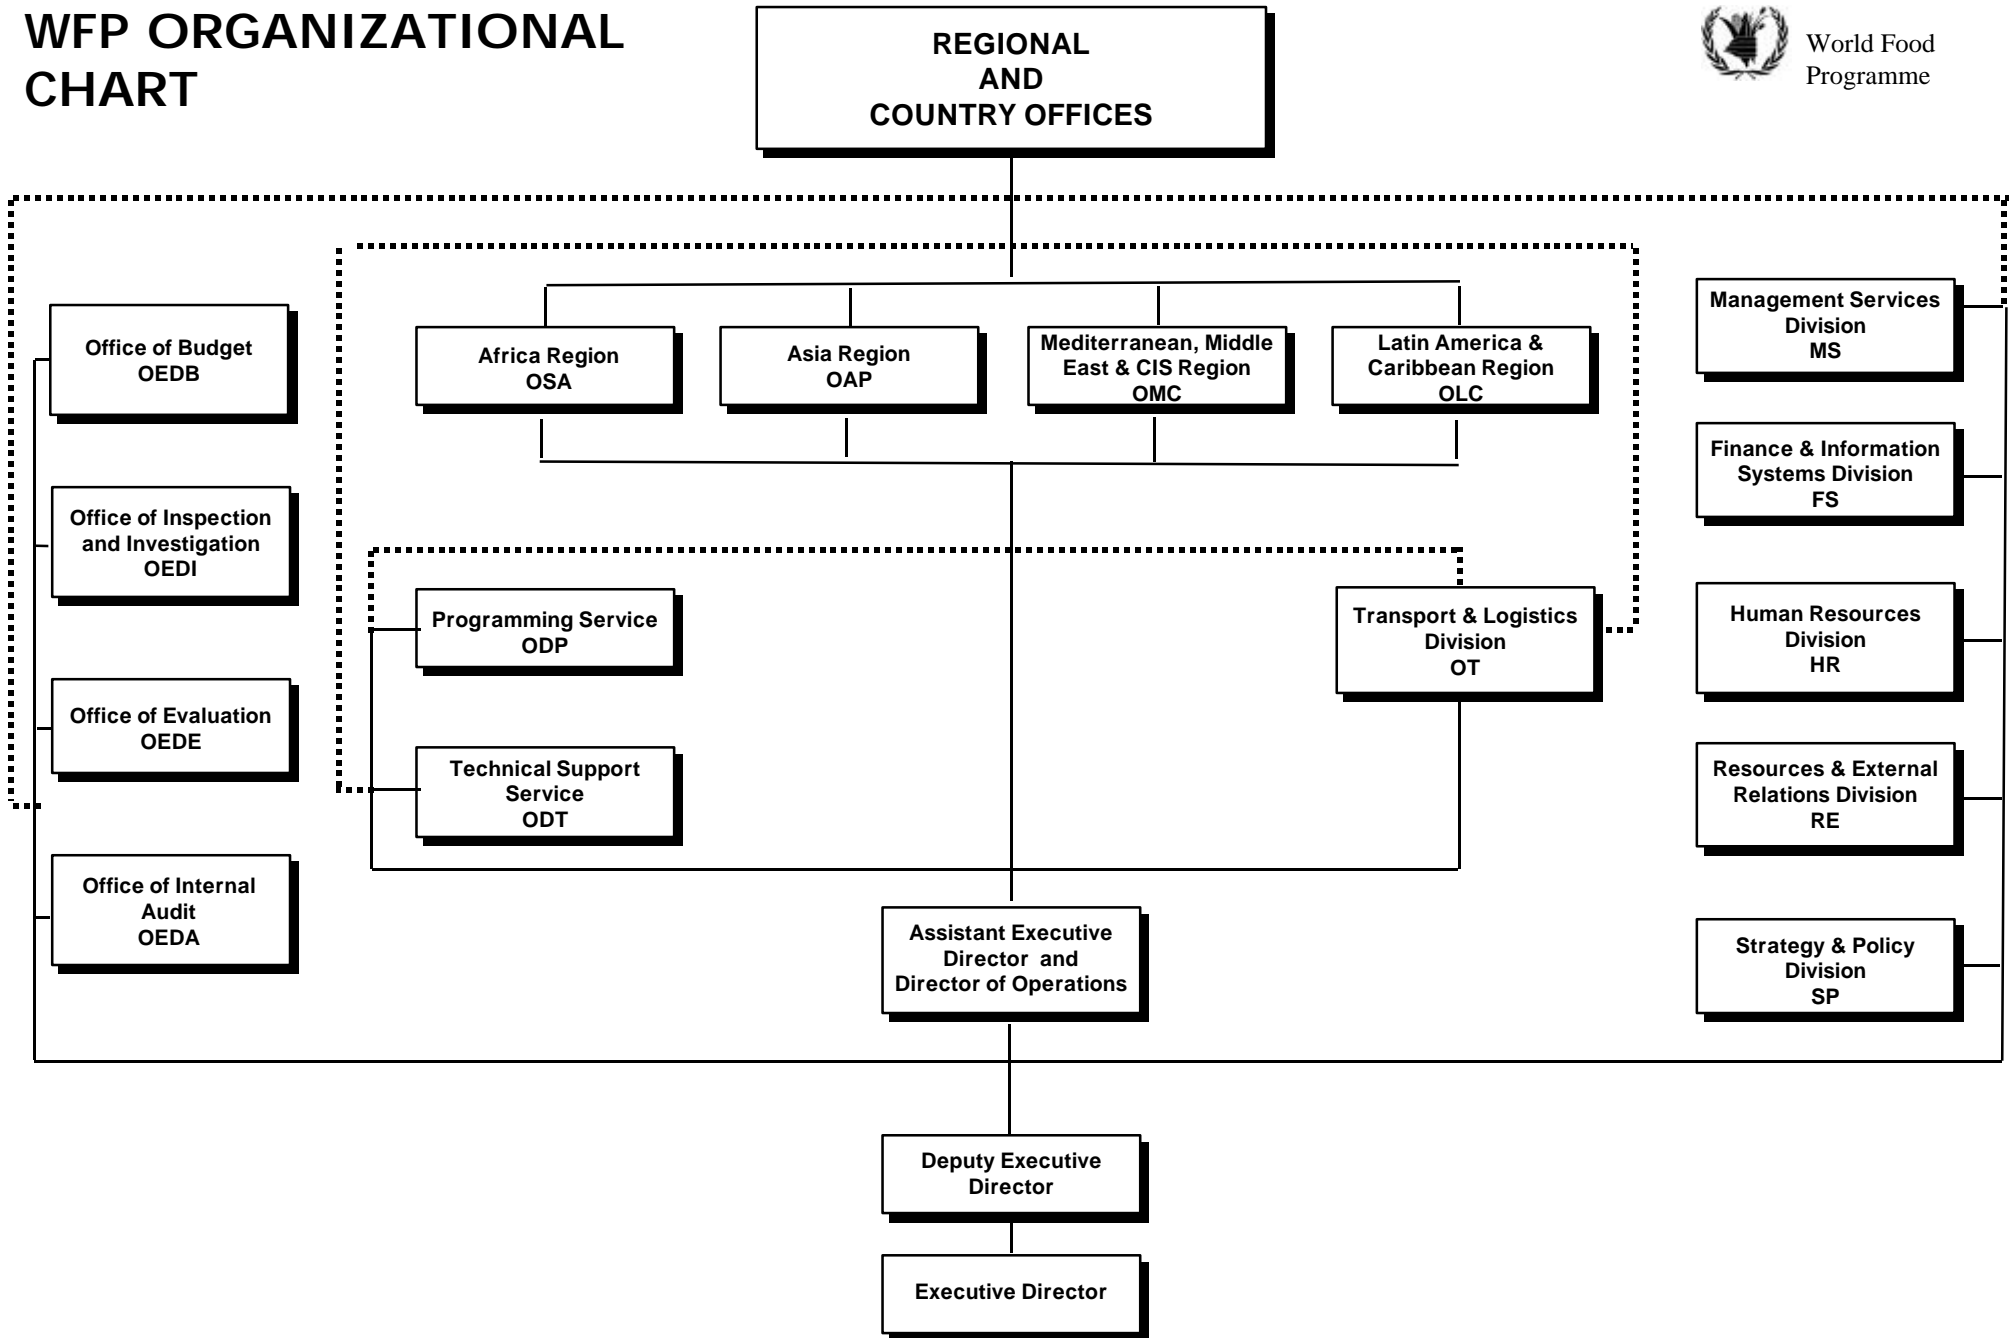 WFP ORGANIZATIONAL
CHART
REGIONAL
AND
COUNTRY OFFICES
World Food
Programme
Office of Budget
OEDB
Office of Inspection
and Investigation
OEDI
Office of Evaluation
OEDE
Office of Internal
Audit
OEDA
Africa Region
OSA
Asia Region
OAP
Mediterranean, Middle
East & CIS Region
OMC
Latin America &
Caribbean Region
OLC
Programming Service
ODP
Technical Support
Service
ODT
Transport & Logistics
Division
OT
Management Services
Division
MS
Finance & Information
Systems Division
FS
Human Resources
Division
HR
Resources & External
Relations Division
RE
Strategy & Policy
Division
SP
Assistant Executive
Director and
Director of Operations
Deputy Executive
Director
Executive Director